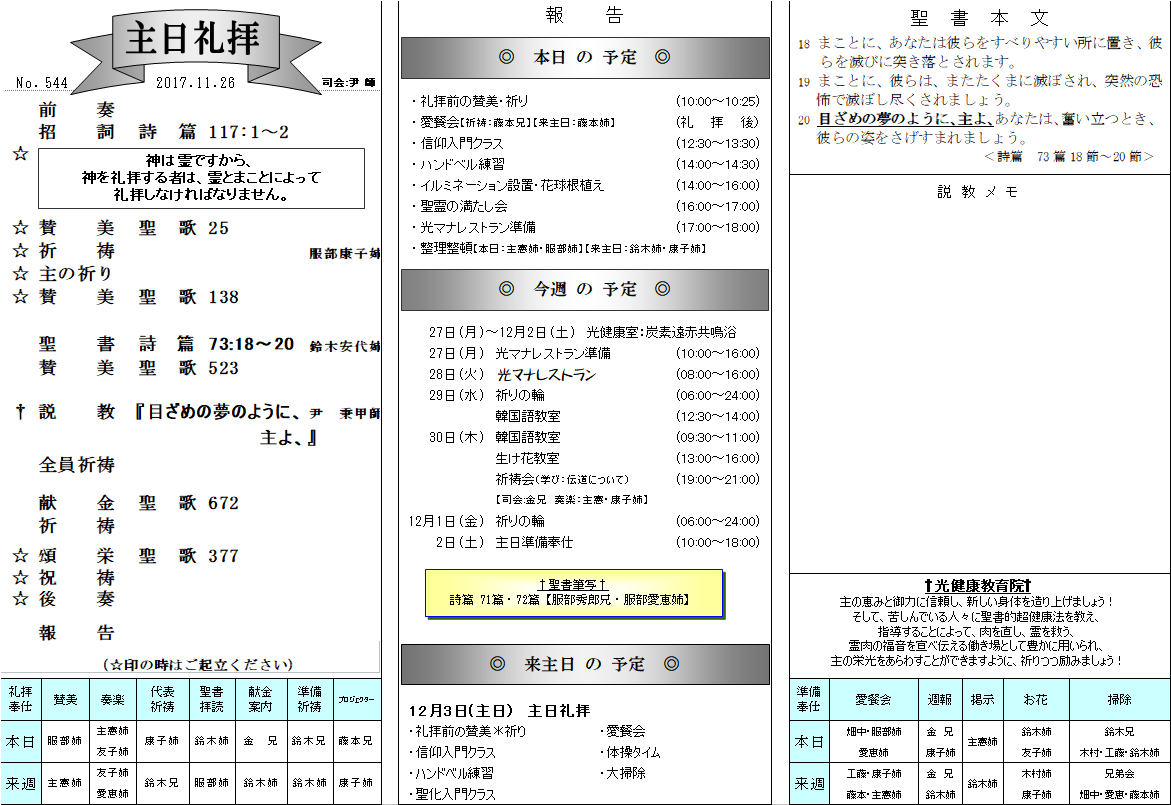 主日礼拝
No. 544
2017.11.26
司会:尹 師
前 奏
招 詞 詩 篇 117:1～2
☆
神は霊ですから、
神を礼拝する者は、霊とまことによって
礼拝しなければなりません。
☆ 賛 美 聖 歌 25
☆ 祈 祷 服部康子姉
☆ 主の祈り
☆ 賛 美 聖 歌 138
聖 書 詩 篇 73:18～20 鈴木安代姉
賛 美 聖 歌 523
† 説 教 『目ざめの夢のように、 尹 秉甲師
主よ、』
全員祈祷
献 金 聖 歌 672
祈 祷
☆ 頌 栄 聖 歌 377
☆ 祝 祷
☆ 後 奏
報 告
(☆印の時はご起立ください)
礼拝奉仕 賛美 奏楽 代表祈祷 聖書拝読 献金案内 準備祈祷 プロジェクター
本日 服部姉 主憲姉 友子姉 康子姉 鈴木姉 金 兄 鈴木兄 藤本兄
来週 主憲姉 友子姉 愛恵姉 鈴木兄 服部姉 鈴木姉 鈴木姉 康子姉
報 告
◎ 本日 の 予定 ◎
・礼拝前の賛美・祈り (10:00～10:25)
・愛餐会【祈祷:藤本兄】【来主日:藤本姉】 (礼 拝 後)
・信仰入門クラス (12:30～13:30)
・ハンドベル練習 (14:00～14:30)
・イルミネーション設置・花球根植え (14:00～16:00)
・聖霊の満たし会 (16:00～17:00)
・光マナレストラン準備 (17:00～18:00)
・整理整頓【本日:主憲姉・服部姉】【来主日:鈴木姉・康子姉】
◎ 今週 の 予定 ◎
27日(月)～12月2日(土) 光健康室:炭素遠赤共鳴浴
27日(月) 光マナレストラン準備 (10:00～16:00)
28日(火) 光マナレストラン (08:00～16:00)
29日(水) 祈りの輪 (06:00～24:00)
韓国語教室 (12:30～14:00)
30日(木) 韓国語教室 (09:30～11:00)
生け花教室 (13:00～16:00)
祈祷会(学び:伝道について) (19:00～21:00)
【司会:金兄 奏楽:主憲・康子姉】
12月1日(金) 祈りの輪 (06:00～24:00)
2日(土) 主日準備奉仕 (10:00～18:00)
†聖書筆写†
詩篇 71篇・72篇【服部秀郎兄・服部愛恵姉】
◎ 来主日 の 予定 ◎
12月3日(主日) 主日礼拝
・礼拝前の賛美＊祈り ・愛餐会
・信仰入門クラス ・体操タイム
・ハンドベル練習 ・大掃除
・聖化入門クラス
聖 書 本 文
18 まことに、あなたは彼らをすべりやすい所に置き、彼
らを滅びに突き落とされます。
19 まことに、彼らは、またたくまに滅ぼされ、突然の恐
怖で滅ぼし尽くされましょう。
20 目ざめの夢のように、主よ、あなたは、奮い立つとき、
彼らの姿をさげすまれましょう。
＜詩篇 73篇18節～20節＞
説 教 メ モ
†光健康教育院†
主の恵みと御力に信頼し、新しい身体を造り上げましょう！
そして、苦しんでいる人々に聖書的超健康法を教え、
指導することによって、肉を直し、霊を救う、
霊肉の福音を宣べ伝える働き場として豊かに用いられ、
主の栄光をあらわすことができますように、祈りつつ励みましょう！
準備奉仕 愛餐会 週報 掲示 お花 掃除
本日 畑中・服部姉 愛恵姉 金 兄 康子姉 主憲姉 鈴木姉 友子姉 鈴木兄 木村・工藤・鈴木姉
来週 工藤・康子姉 藤本・主憲姉 金 兄 鈴木姉 鈴木姉 木村姉 康子姉 兄弟会 畑中・愛恵・藤本姉